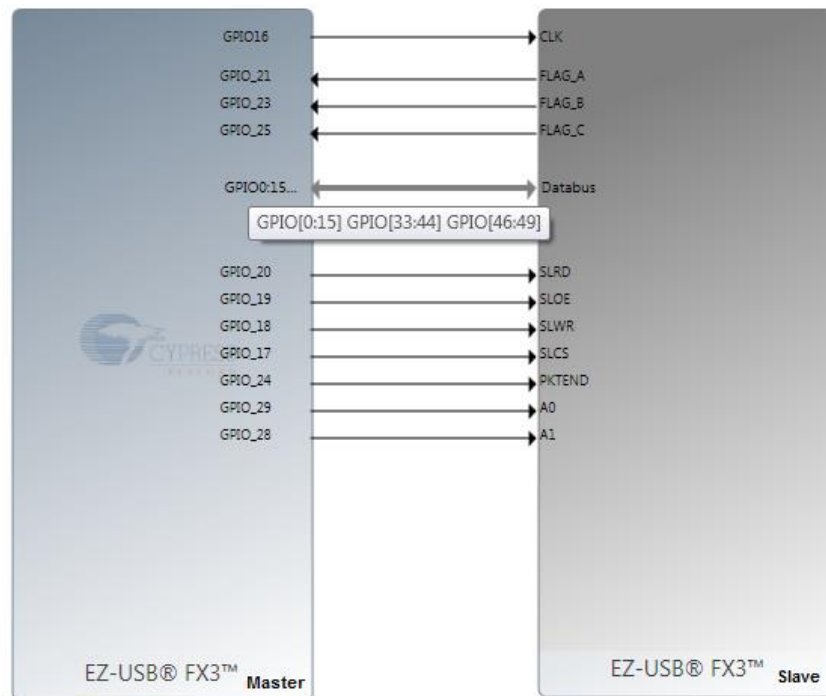 GPIO16 CLK
GPIO_21 FLAG_A
GPIO_23 FLAG_B
GPIO_25 FLAG_C
GPIO0:15... Databus
GPIO[0:15] GPIO[33:44] GPIO[46:49]
GPIO_20 SLRD
GPIO_19 SLOE
GPIO_18 SLWR
CYPRESS
GPIO_17 SLCS
GPIO_24 PKTEND
GPIO_29 A0
GPIO_28 A1
EZ-USB® FX3™ Master
EZ-USB® FX3™ Slave